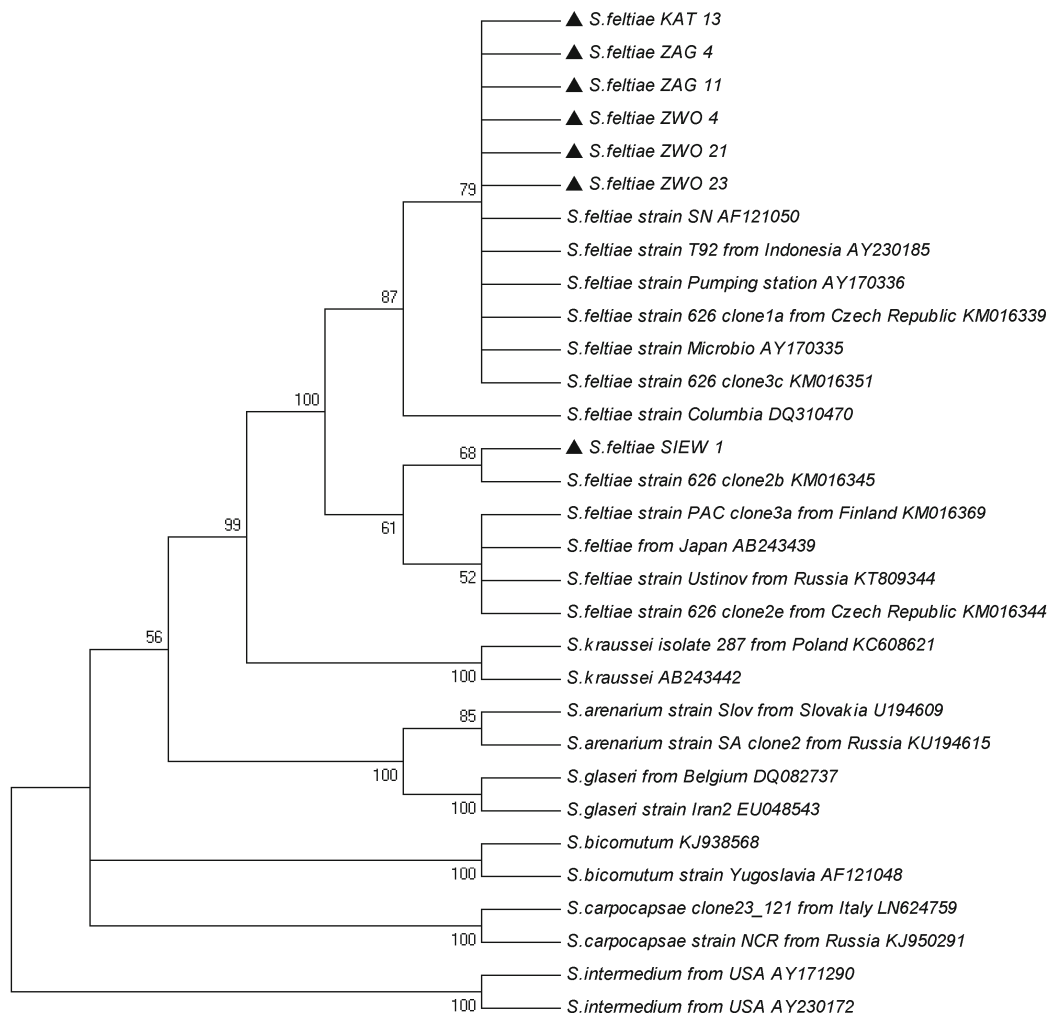 ▲ S.feltiae KAT 13
▲ S.feltiae ZAG 4
▲ S.feltiae ZAG 11
▲ S.feltiae ZWO 4
▲ S.feltiae ZWO 21
▲ S.feltiae ZWO 23
79
S.feltiae strain SN AF121050
S.feltiae strain T92 from Indonesia AY230185
S.feltiae strain Pumping station AY170336
87
S.feltiae strain 626 clone1a from Czech Republic KM016339
S.feltiae strain Microbio AY170335
S.feltiae strain 626 clone3c KM016351
100
S.feltiae strain Columbia DQ310470
▲ S.feltiae SIEW 1
68
S.feltiae strain 626 clone2b KM016345
S.feltiae strain PAC clone3a from Finland KM016369
99
61
S.feltiae from Japan AB243439
52
S.feltiae strain Ustinov from Russia KT809344
S.feltiae strain 626 clone2e from Czech Republic KM016344
56
S.kraussei isolate 287 from Poland KC608621
100
S.kraussei AB243442
S.arenarium strain Slov from Slovakia U194609
85
S.arenarium strain SA clone2 from Russia KU194615
100
S.glaseri from Belgium DQ082737
100
S.glaseri strain Iran2 EU048543
S.bicornutum KJ938568
100
S.bicornutum strain Yugoslavia AF121048
S.carpocapsae clone23_121 from Italy LN624759
100
S.carpocapsae strain NCR from Russia KJ950291
S.intermedium from USA AY171290
100
S.intermedium from USA AY230172